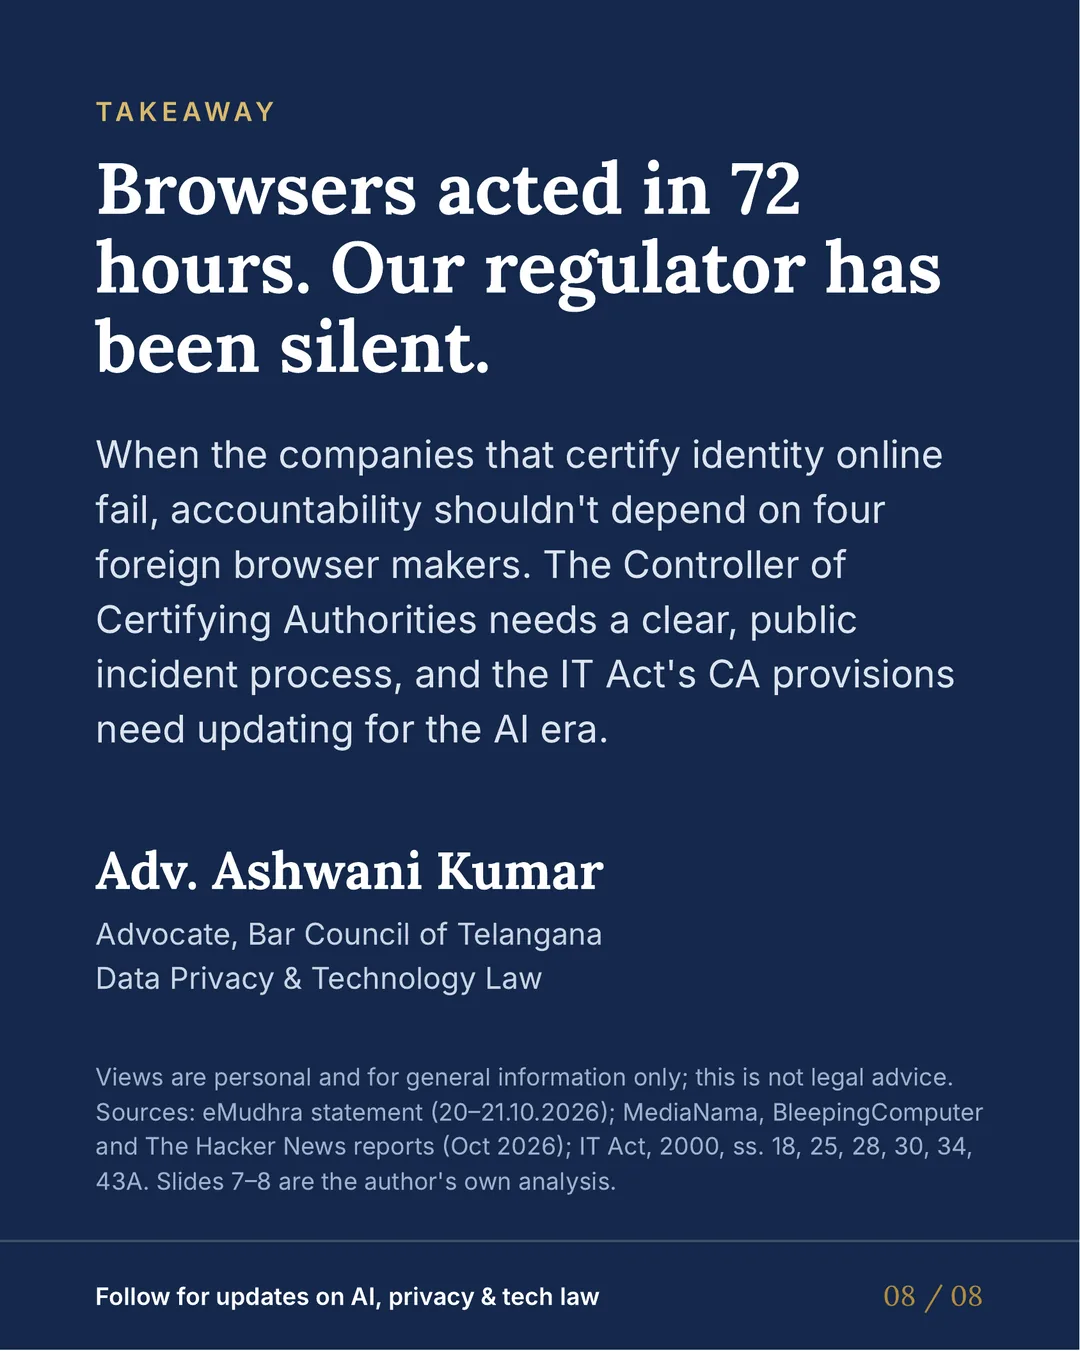 TAKEAWAY
Browsers acted in 72
hours. Our regulator has
been silent.
When the companies that certify identity online
fail, accountability shouldn't depend on four
foreign browser makers. The Controller of
Certifying Authorities needs a clear, public
incident process, and the IT Act's CA provisions
need updating for the AI era.
Adv. Ashwani Kumar
Advocate, Bar Council of Telangana
Data Privacy & Technology Law
Views are personal and for general information only; this is not legal advice.
Sources: eMudhra statement (20–21.10.2026); MediaNama, BleepingComputer
and The Hacker News reports (Oct 2026); IT Act, 2000, ss. 18, 25, 28, 30, 34,
43A. Slides 7–8 are the author's own analysis.
Follow for updates on AI, privacy & tech law
08 / 08